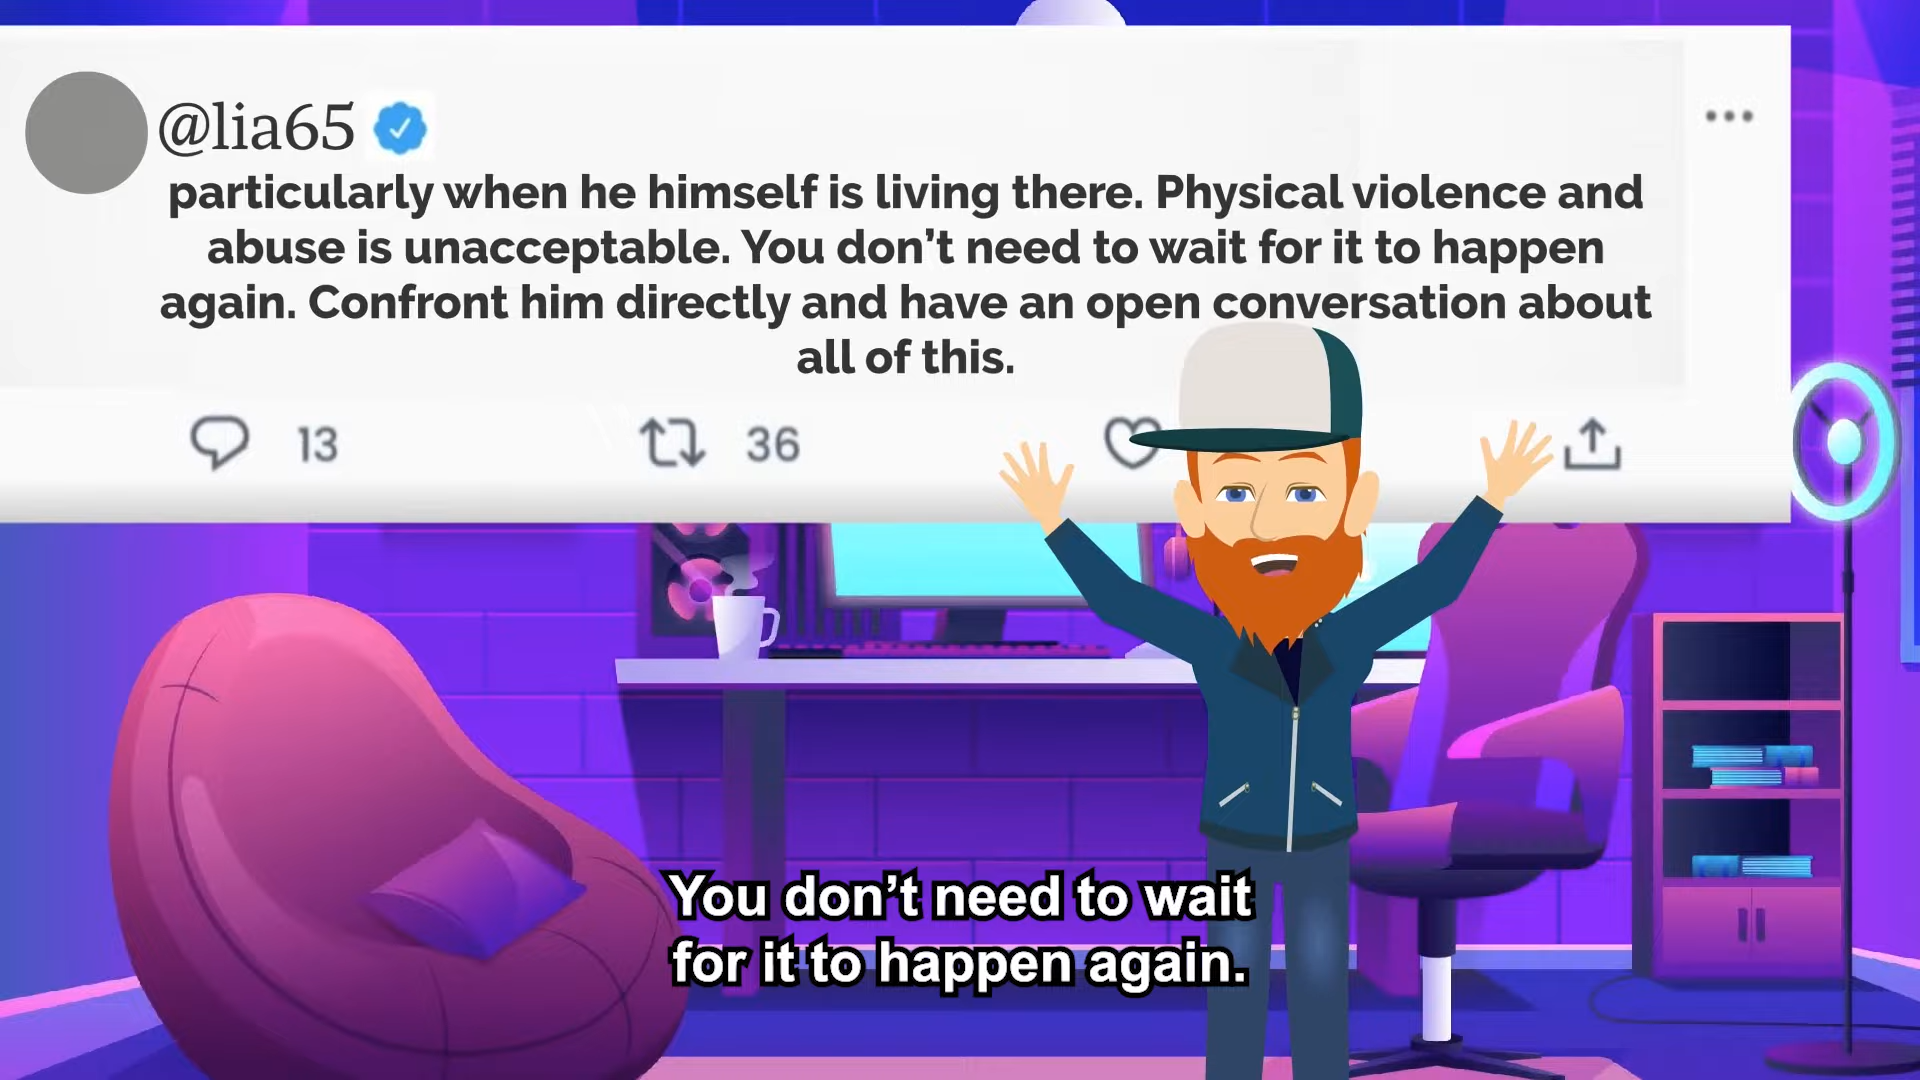 @lia65
particularly when he himself is living there. Physical violence and
abuse is unacceptable. You don’t need to wait for it to happen
again. Confront him directly and have an open conversation about
all of this.
13
36
You don’t need to wait
for it to happen again.